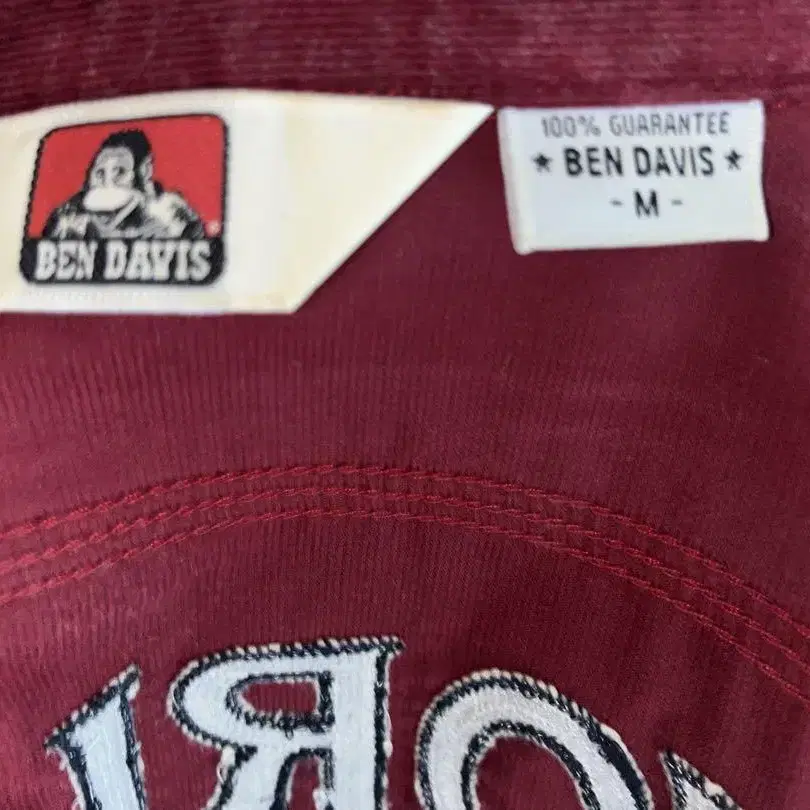 BEN DAVIS
100% GUARANTEE
★ BEN DAVIS ★
- M -